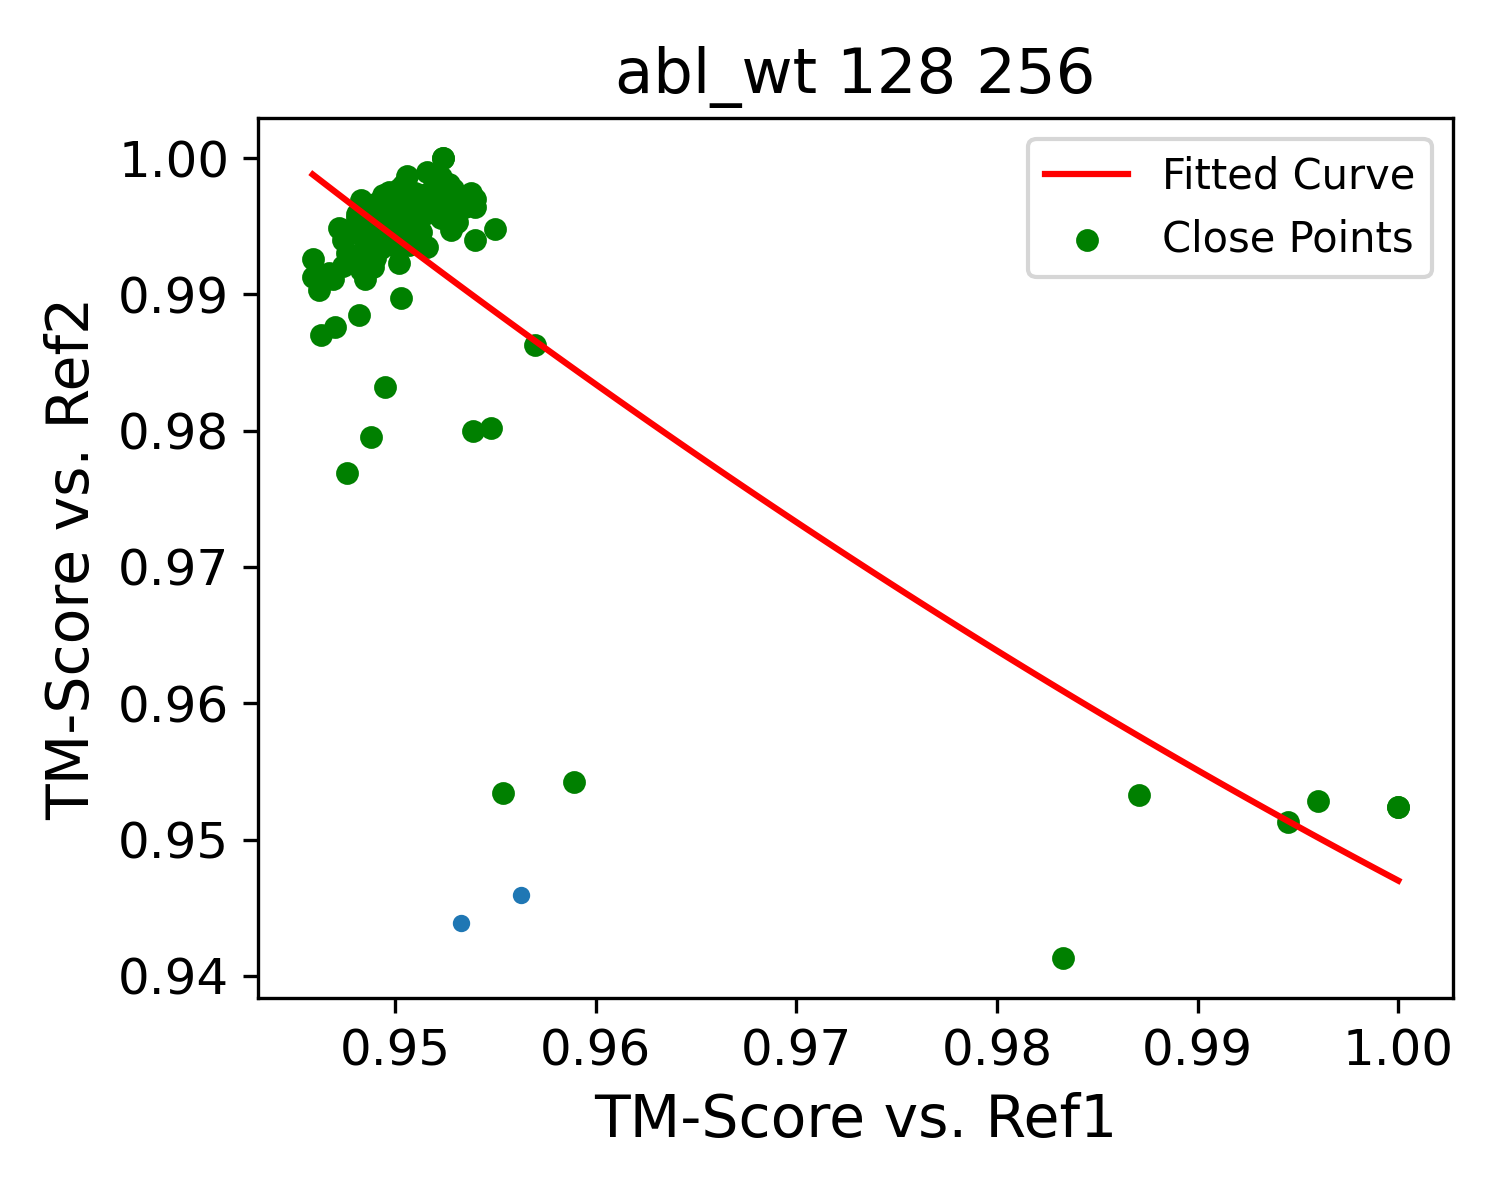 abl_wt 128 256
Fitted Curve
Close Points
TM-Score vs. Ref2
1.00
0.99
0.98
0.97
0.96
0.95
0.94
0.95 0.96 0.97 0.98 0.99 1.00
TM-Score vs. Ref1